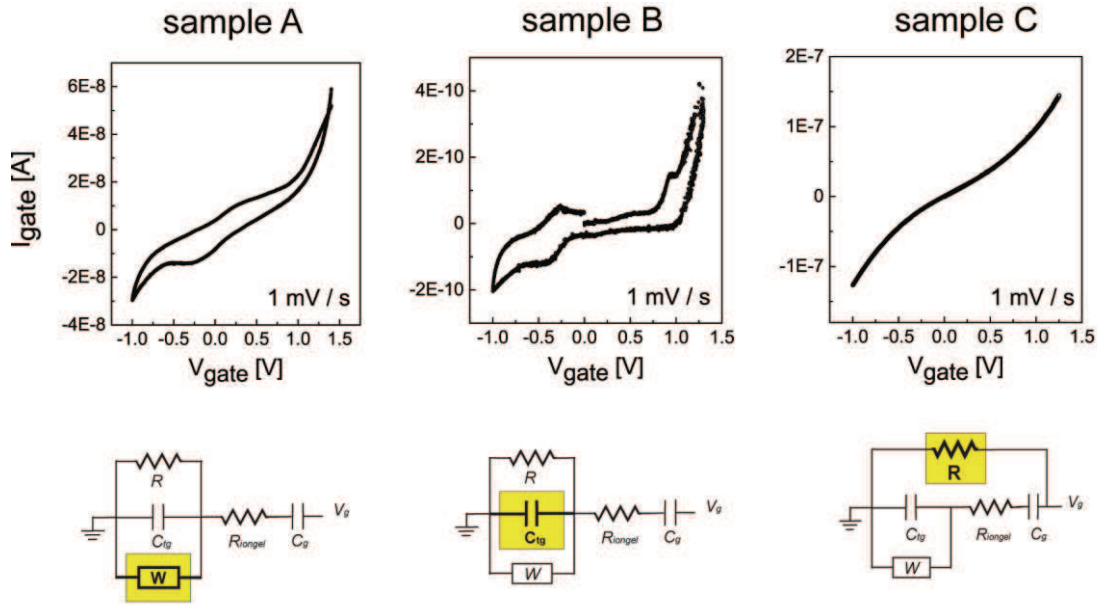 sample A
sample B
sample C
I gate [A]
6E-8
4E-8
2E-8
0
-2E-8
-4E-8
1 mV / s
-1.0 -0.5 0.0 0.5 1.0 1.5
Vgate [V]
4E-10
2E-10
0
-2E-10
1 mV / s
-1.0 -0.5 0.0 0.5 1.0 1.5
Vgate [V]
2E-7
1E-7
0
-1E-7
1 mV / s
-1.0 -0.5 0.0 0.5 1.0 1.5
Vgate [V]
R
Ctg
W
Riongel
Cg
Vg
R
Ctg
W
Riongel
Cg
Vg
R
Ctg
W
Riongel
Cg
Vg